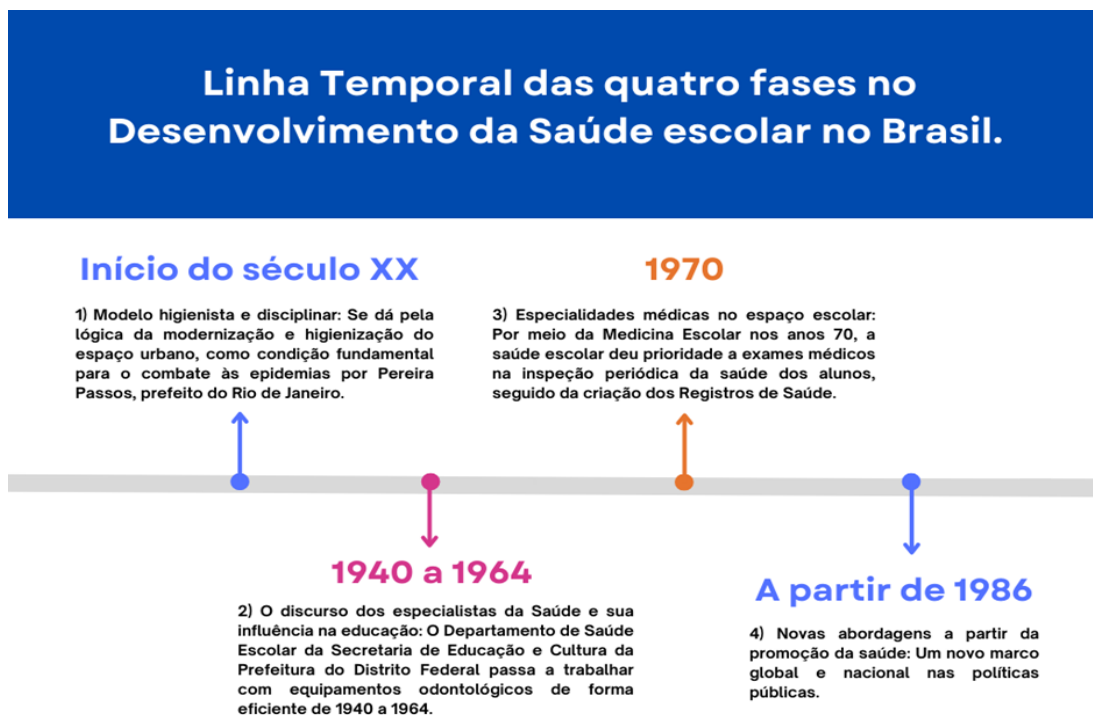 Linha Temporal das quatro fases no
Desenvolvimento da Saúde escolar no Brasil.
Início do século XX
1) Modelo higienista e disciplinar: Se dá pela
lógica da modernização e higienização do
espaço urbano, como condição fundamental
para o combate às epidemias por Pereira
Passos, prefeito do Rio de Janeiro.
1970
3) Especialidades médicas no espaço escolar:
Por meio da Medicina Escolar nos anos 70, a
saúde escolar deu prioridade a exames médicos
na inspeção periódica da saúde dos alunos,
seguido da criação dos Registros de Saúde.
1940 a 1964
2) O discurso dos especialistas da Saúde e sua
influência na educação: O Departamento de Saúde
Escolar da Secretaria de Educação e Cultura da
Prefeitura do Distrito Federal passa a trabalhar
com equipamentos odontológicos de forma
eficiente de 1940 a 1964.
A partir de 1986
4) Novas abordagens a partir da
promoção da saúde: Um novo marco
global e nacional nas políticas
públicas.